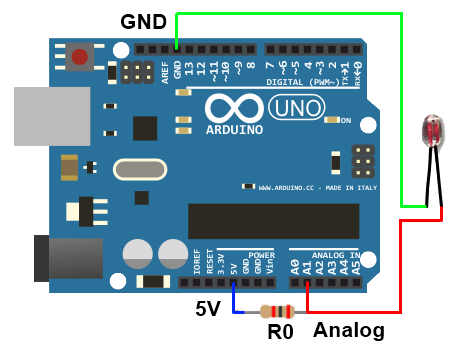 GND
AREF
GND
13
12
~11
~10
~9
8
7
~6
~5
4
~3
2
TX→1
RX←0
DIGITAL (PWM~)
UNO
ARDUINO
ON
WWW.ARDUINO.CC - MADE IN ITALY
POWER
ANALOG IN
IOREF
RESET
3.3V
5V
GND
GND
Vin
A0
A1
A2
A3
A4
A5
5V
R0
Analog